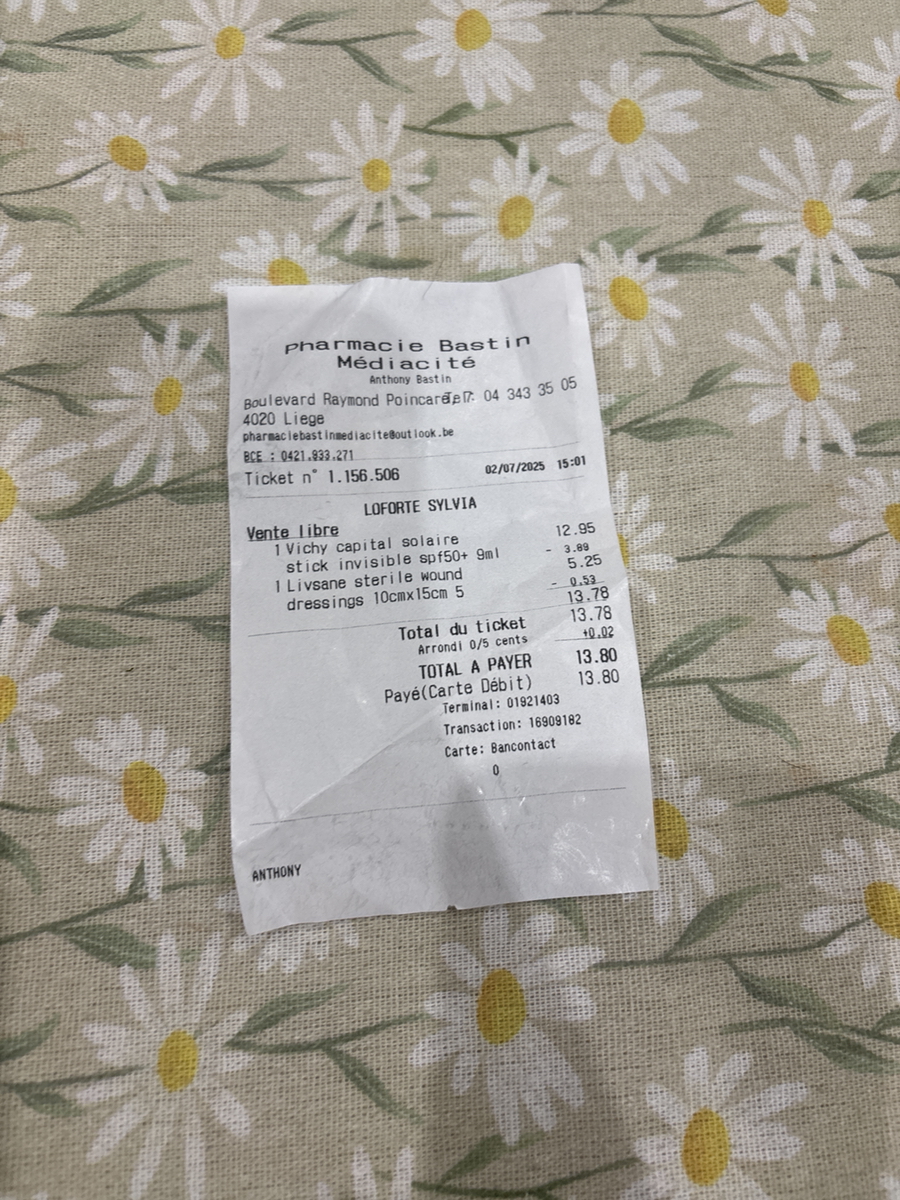 Pharmacie Bastin
Médiacité
Anthony Bastin
Boulevard Raymond Poincaré 7 Tel: 04 343 35 05
4020 Liege
pharmaciebastinmediacite@outlook.be
BCE : 0421.933.271
Ticket n° 1.156.506 02/07/2025 15:01
LOFORTE SYLVIA
Vente libre
1 Vichy capital solaire 12.95
stick invisible spf50+ 9ml - 3.89
1 Livsane sterile wound 5.25
dressings 10cmx15cm 5 - 0.53
13.78
Total du ticket 13.78
Arrondi 0/5 cents +0.02
TOTAL A PAYER 13.80
Payé(Carte Débit) 13.80
Terminal: 01921403
Transaction: 16909182
Carte: Bancontact
0
ANTHONY